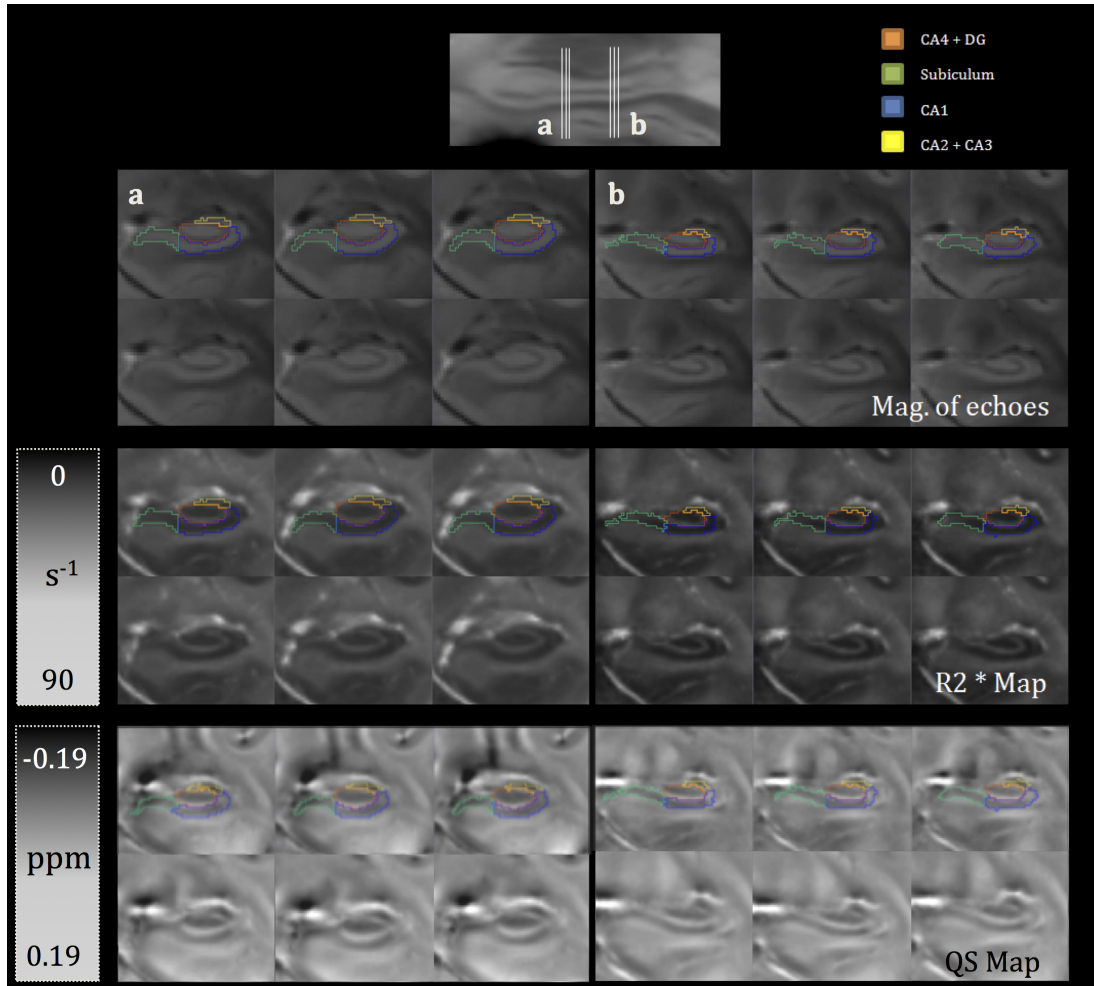 CA4 + DG
Subiculum
CA1
CA2 + CA3
a b
a
b
Mag. of echoes
0
s⁻¹
90
R2 * Map
-0.19
ppm
0.19
QS Map